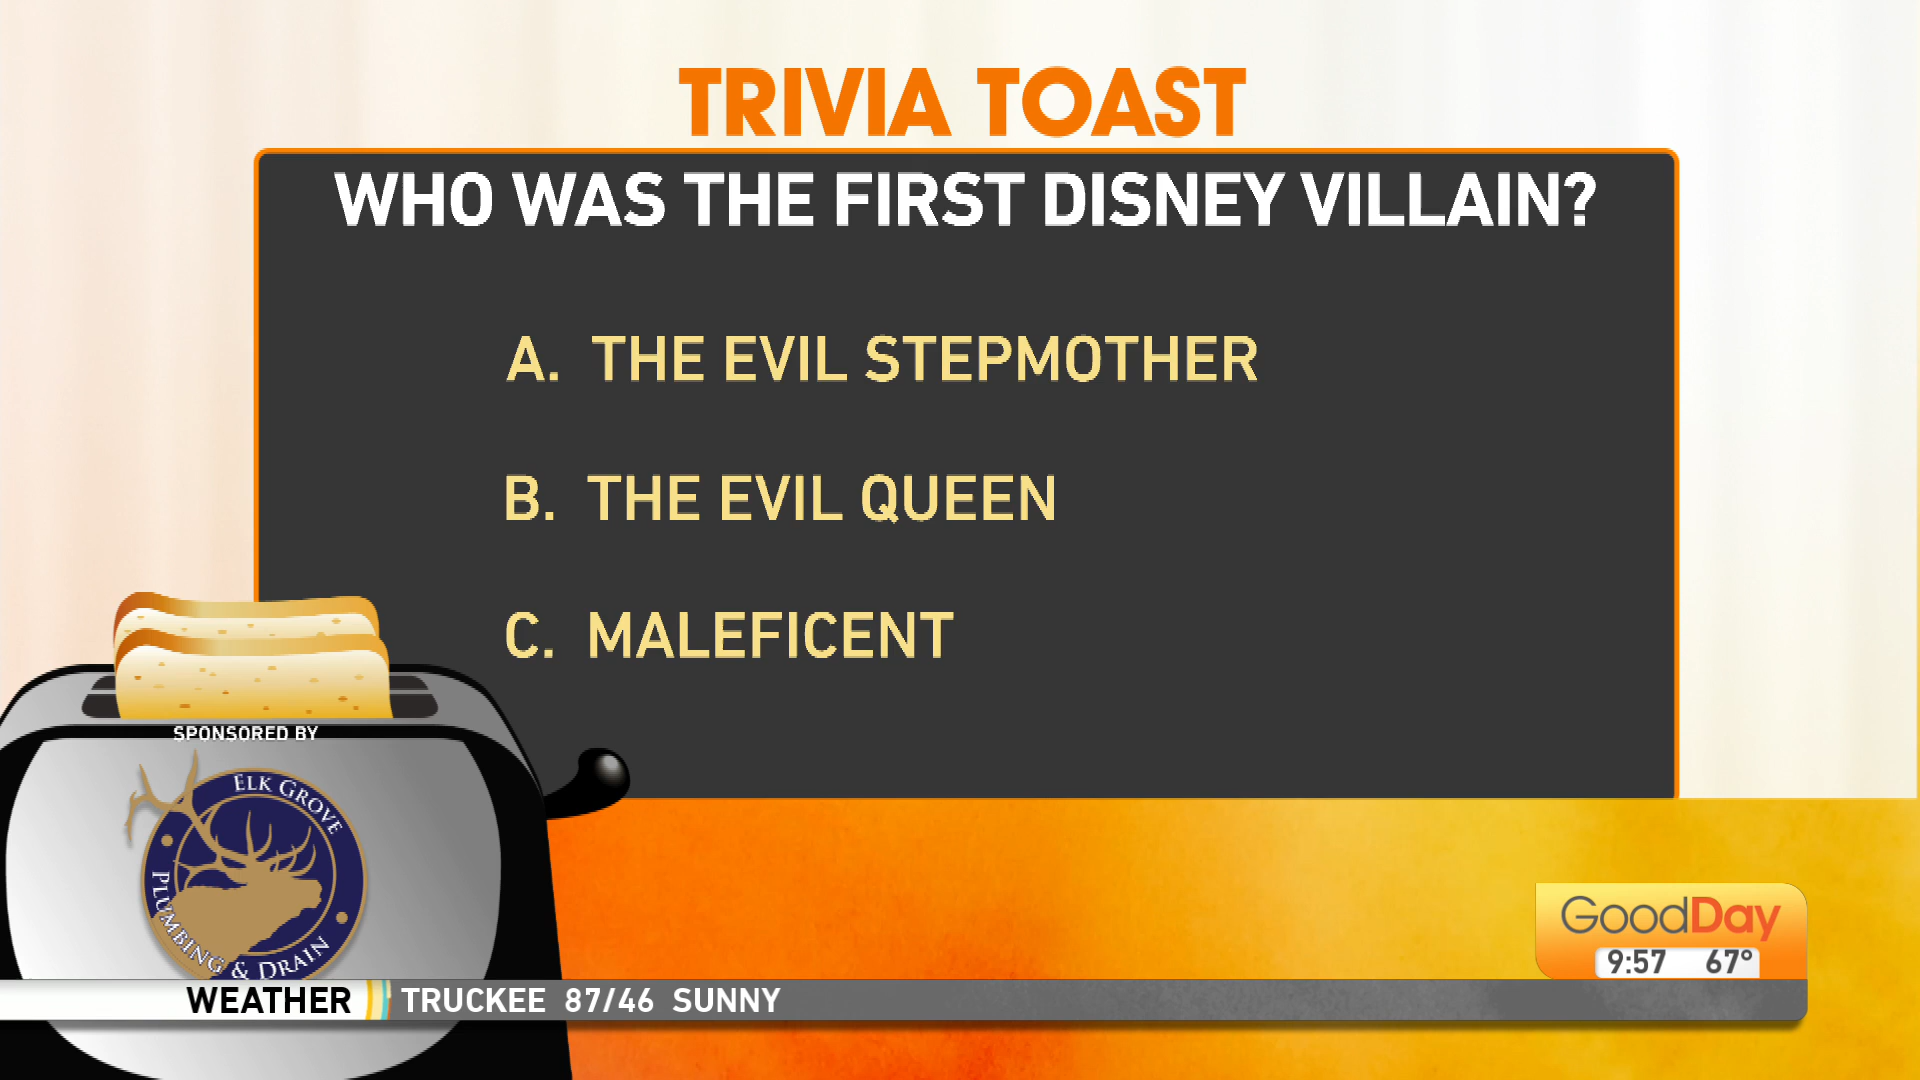 TRIVIA TOAST
WHO WAS THE FIRST DISNEY VILLAIN?
A. THE EVIL STEPMOTHER
B. THE EVIL QUEEN
C. MALEFICENT
SPONSORED BY
ELK GROVE
PLUMBING & DRAIN
GoodDay
9:57 67°
WEATHER TRUCKEE 87/46 SUNNY